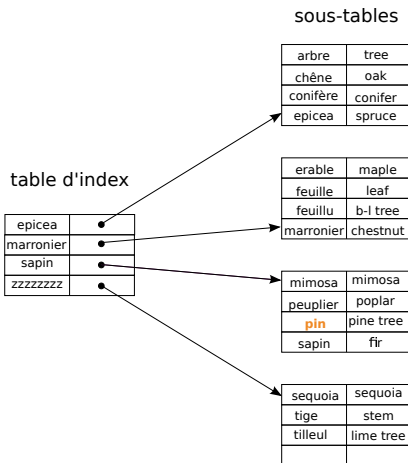 sous-tables
arbre tree
chêne oak
conifère conifer
epicea spruce
erable maple
feuille leaf
feuillu b-l tree
marronier chestnut
table d'index
epicea
marronier
sapin
zzzzzzzz
mimosa mimosa
peuplier poplar
pin pine tree
sapin fir
sequoia sequoia
tige stem
tilleul lime tree